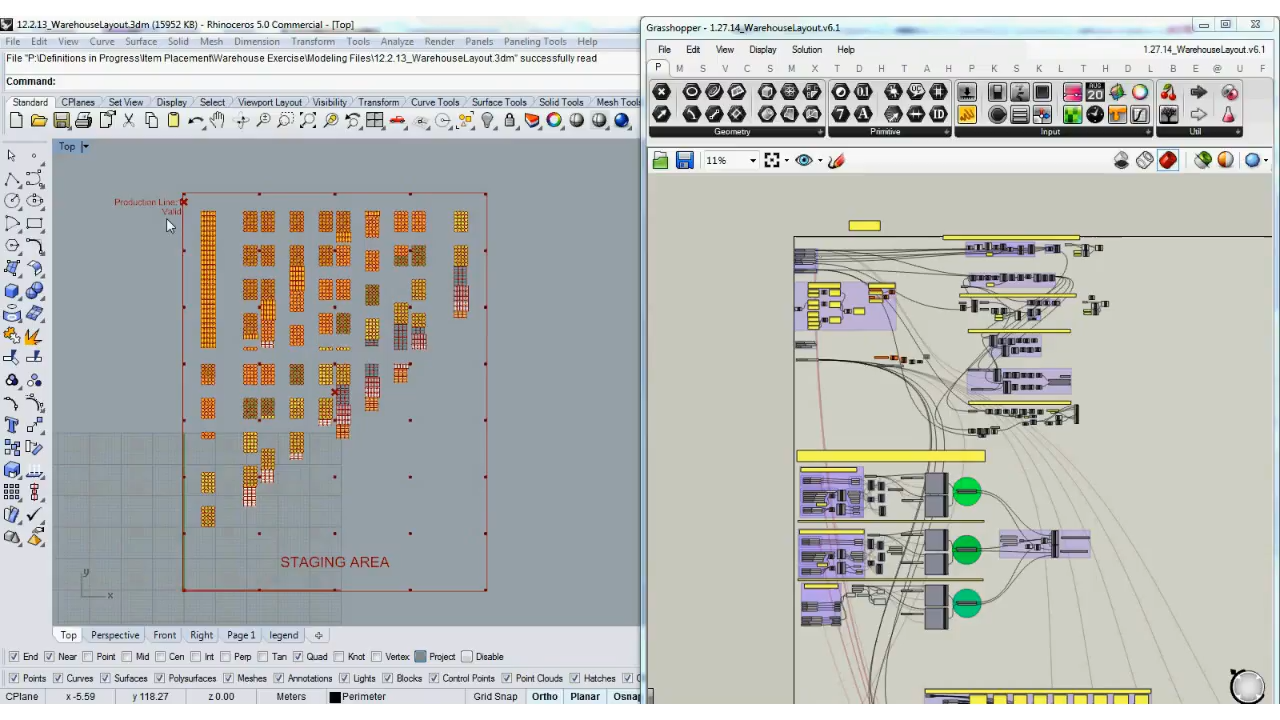 12.2.13_WarehouseLayout.3dm (15952 KB) - Rhinoceros 5.0 Commercial - [Top]
File Edit View Curve Surface Solid Mesh Dimension Transform Tools Analyze Render Panels Paneling Tools Help
File "P:\Definitions in Progress\Item Placement\Warehouse Exercise\Modeling Files\12.2.13_WarehouseLayout.3dm" successfully read
Command:
Standard CPlanes Set View Display Select Viewport Layout Visibility Transform Curve Tools Surface Tools Solid Tools Mesh Tools
Top
Production Line:
Valid
STAGING AREA
y
x
Top Perspective Front Right Page 1 legend
End Near Point Mid Cen Int Perp Tan Quad Knot Vertex Project Disable
Points Curves Surfaces Polysurfaces Meshes Annotations Lights Blocks Control Points Point Clouds Hatches
CPlane x -5.59 y 118.27 z 0.00 Meters Perimeter Grid Snap Ortho Planar Osnap
Grasshopper - 1.27.14_WarehouseLayout.v6.1
File Edit View Display Solution Help 1.27.14_WarehouseLayout.v6.1
P M S V C S M X T D H T A H P K S K L T H D L B E @ U F
Geometry Primitive Input Util
11%